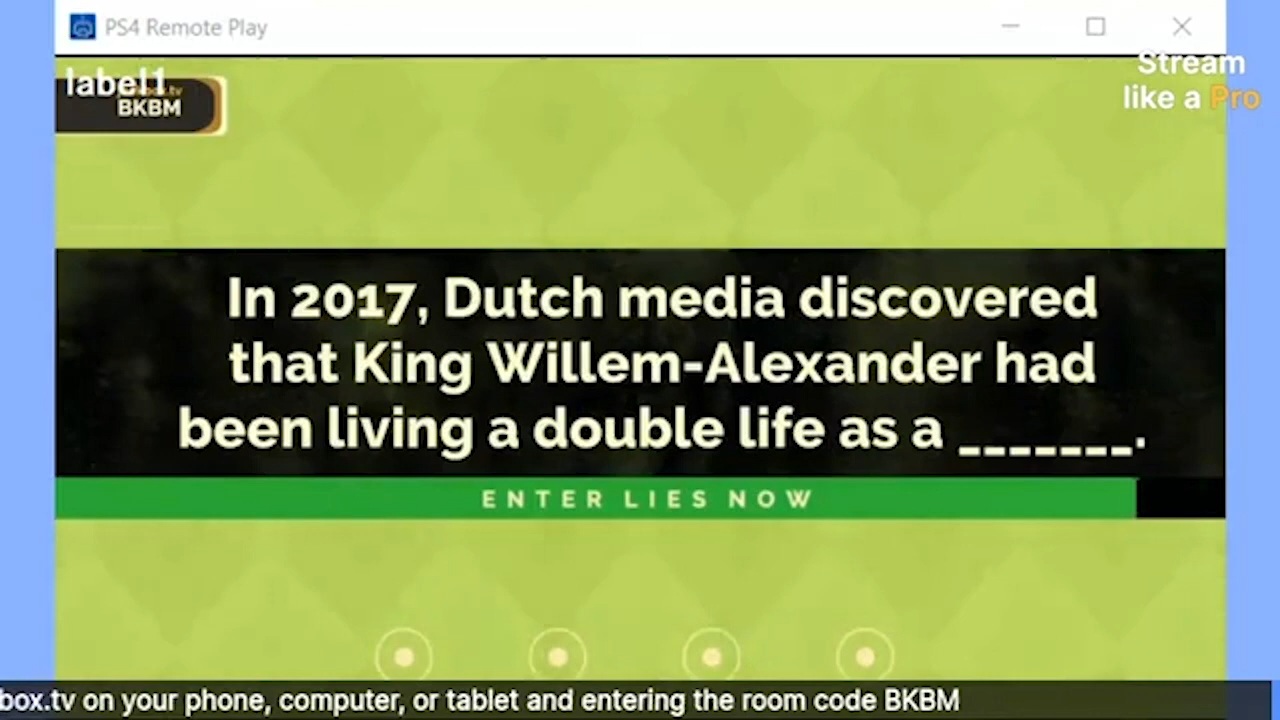 PS4 Remote Play
label1
BKBM
Stream
like a Pro
In 2017, Dutch media discovered
that King Willem-Alexander had
been living a double life as a _______.
ENTER LIES NOW
box.tv on your phone, computer, or tablet and entering the room code BKBM